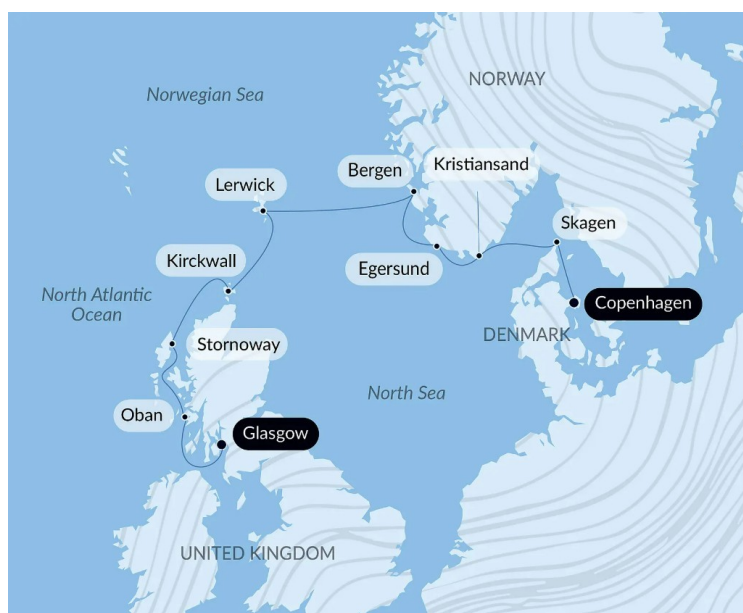 NORWAY
Norwegian Sea
Kristiansand
Bergen
Lerwick
Skagen
Kirckwall
Egersund
North Atlantic
Ocean
Copenhagen
DENMARK
Stornoway
North Sea
Oban
Glasgow
UNITED KINGDOM